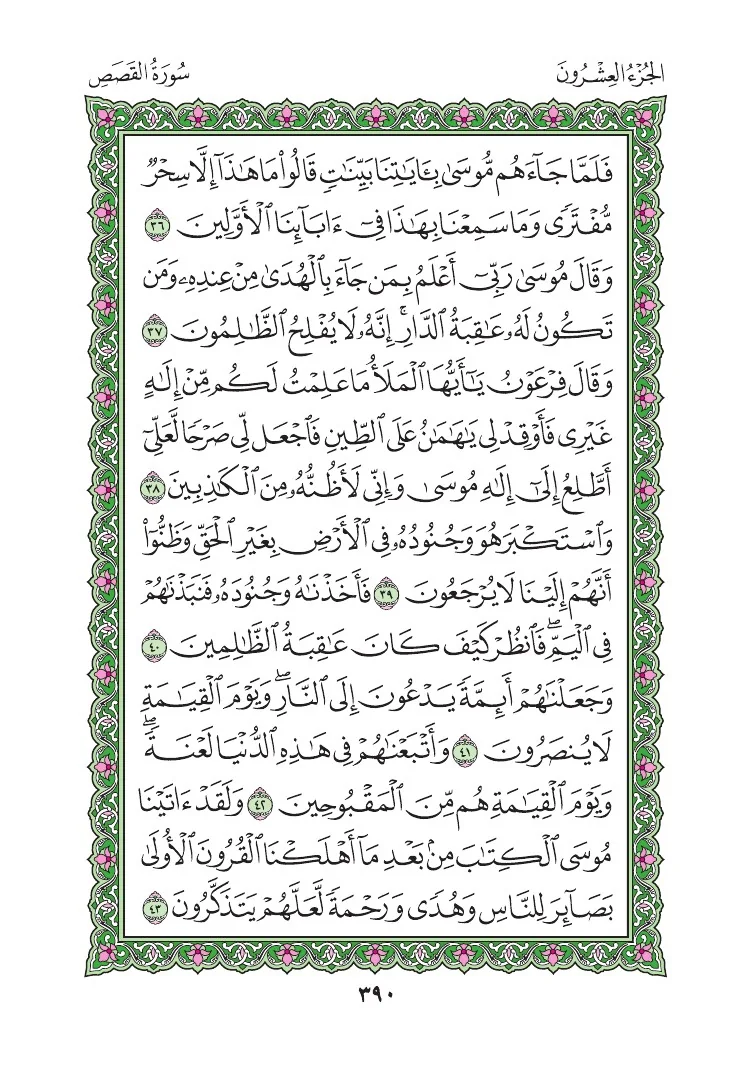 الجُزْءُ العِشْرُونَ
سُورَةُ القَصَصِ
فَلَمَّا جَآءَهُم مُّوسَىٰ بِـَٔايَٰتِنَا بَيِّنَٰتٖ قَالُواْ مَا هَٰذَآ إِلَّا سِحۡرٞ
مُّفۡتَرٗى وَمَا سَمِعۡنَا بِهَٰذَا فِيٓ ءَابَآئِنَا ٱلۡأَوَّلِينَ ٣٦
وَقَالَ مُوسَىٰ رَبِّيٓ أَعۡلَمُ بِمَن جَآءَ بِٱلۡهُدَىٰ مِنۡ عِندِهِۦ وَمَن
تَكُونُ لَهُۥ عَٰقِبَةُ ٱلدَّارِۚ إِنَّهُۥ لَا يُفۡلِحُ ٱلظَّٰلِمُونَ ٣٧
وَقَالَ فِرۡعَوۡنُ يَٰٓأَيُّهَا ٱلۡمَلَأُ مَا عَلِمۡتُ لَكُم مِّنۡ إِلَٰهٍ
غَيۡرِي فَأَوۡقِدۡ لِي يَٰهَٰمَٰنُ عَلَى ٱلطِّينِ فَٱجۡعَل لِّي صَرۡحٗا لَّعَلِّيٓ
أَطَّلِعُ إِلَىٰٓ إِلَٰهِ مُوسَىٰ وَإِنِّي لَأَظُنُّهُۥ مِنَ ٱلۡكَٰذِبِينَ ٣٨
وَٱسۡتَكۡبَرَ هُوَ وَجُنُودُهُۥ فِي ٱلۡأَرۡضِ بِغَيۡرِ ٱلۡحَقِّ وَظَنُّوٓاْ
أَنَّهُمۡ إِلَيۡنَا لَا يُرۡجَعُونَ ٣٩ فَأَخَذۡنَٰهُ وَجُنُودَهُۥ فَنَبَذۡنَٰهُمۡ
فِي ٱلۡيَمِّۖ فَٱنظُرۡ كَيۡفَ كَانَ عَٰقِبَةُ ٱلظَّٰلِمِينَ ٤٠
وَجَعَلۡنَٰهُمۡ أَئِمَّةٗ يَدۡعُونَ إِلَى ٱلنَّارِۖ وَيَوۡمَ ٱلۡقِيَٰمَةِ
لَا يُنصَرُونَ ٤١ وَأَتۡبَعۡنَٰهُمۡ فِي هَٰذِهِ ٱلدُّنۡيَا لَعۡنَةٗۖ
وَيَوۡمَ ٱلۡقِيَٰمَةِ هُم مِّنَ ٱلۡمَقۡبُوحِينَ ٤٢ وَلَقَدۡ ءَاتَيۡنَا
مُوسَى ٱلۡكِتَٰبَ مِنۢ بَعۡدِ مَآ أَهۡلَكۡنَا ٱلۡقُرُونَ ٱلۡأُولَىٰ
بَصَآئِرَ لِلنَّاسِ وَهُدٗى وَرَحۡمَةٗ لَّعَلَّهُمۡ يَتَذَكَّرُونَ ٤٣
٣٩٠